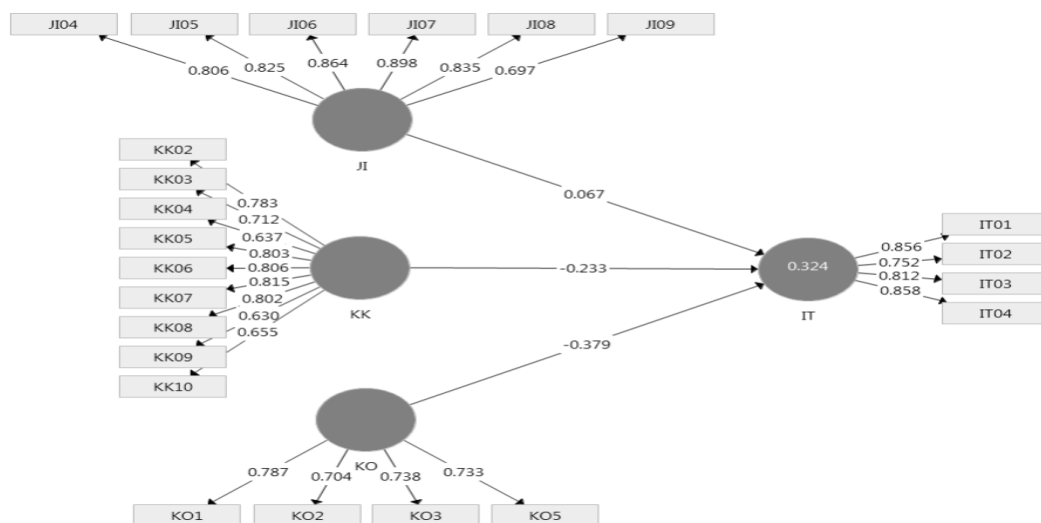 JI04 JI05 JI06 JI07 JI08 JI09
0.806 0.825 0.864 0.898 0.835 0.697
JI
KK02
KK03
KK04
KK05
KK06
KK07
KK08
KK09
KK10
0.783
0.712
0.637
0.803
0.806
0.815
0.802
0.630
0.655
KK
0.067
-0.233
-0.379
0.324
IT
0.856
0.752
0.812
0.858
IT01
IT02
IT03
IT04
KO
0.787 0.704 0.738 0.733
KO1 KO2 KO3 KO5